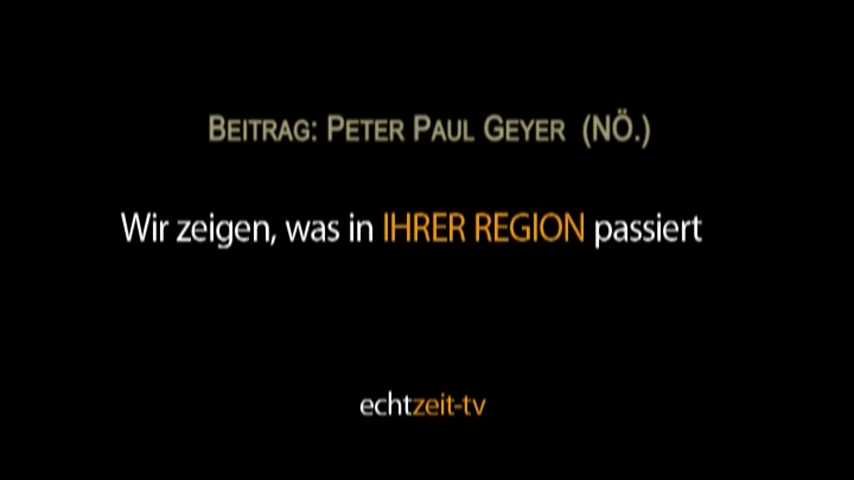 BEITRAG: PETER PAUL GEYER (NÖ.)
Wir zeigen, was in IHRER REGION passiert
echtzeit-tv